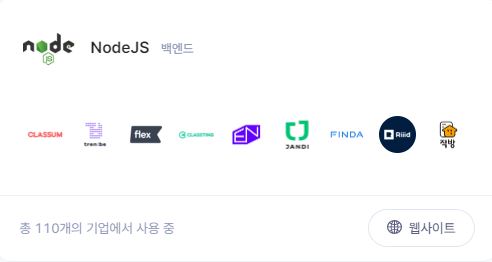 node
JS
NodeJS 백엔드
CLASSUM
flex
CLASSTING
EN
JANDI
FINDA
Riiid
직방
총 110개의 기업에서 사용 중
웹사이트